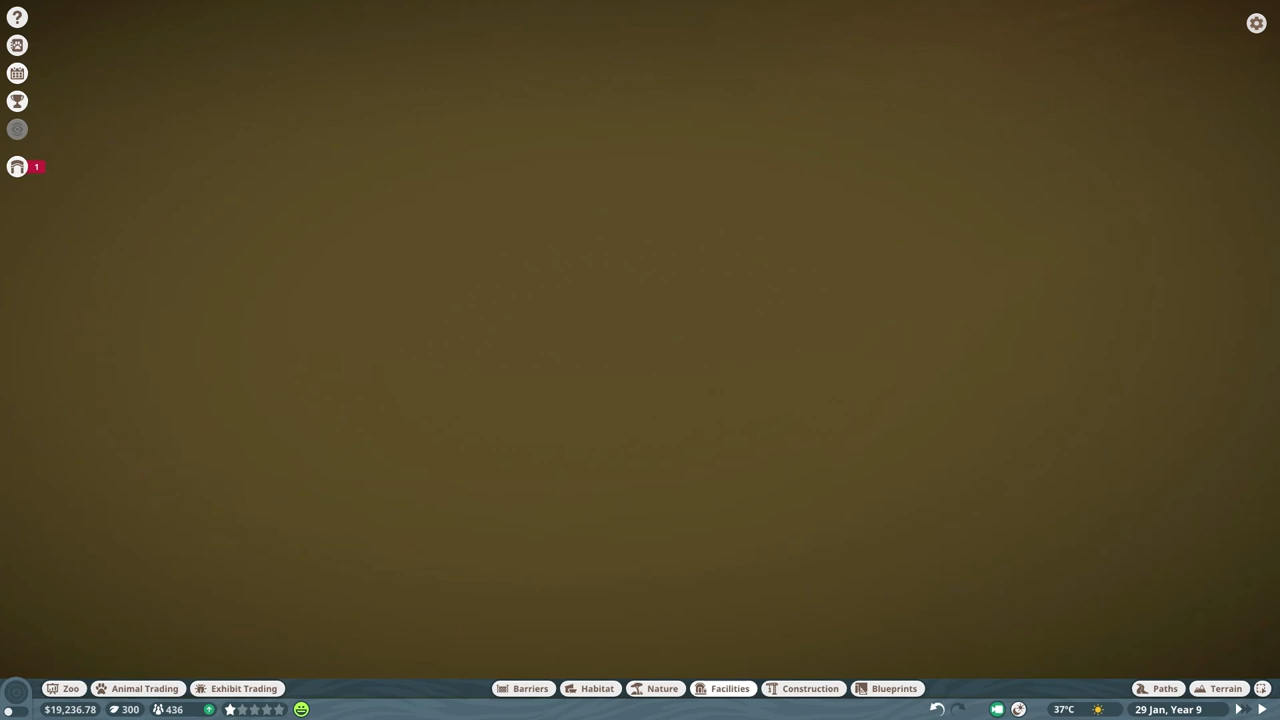 ?
1
Zoo Animal Trading Exhibit Trading Barriers Habitat Nature Facilities Construction Blueprints Paths Terrain
$19,236.78 300 436 37°C 29 Jan, Year 9